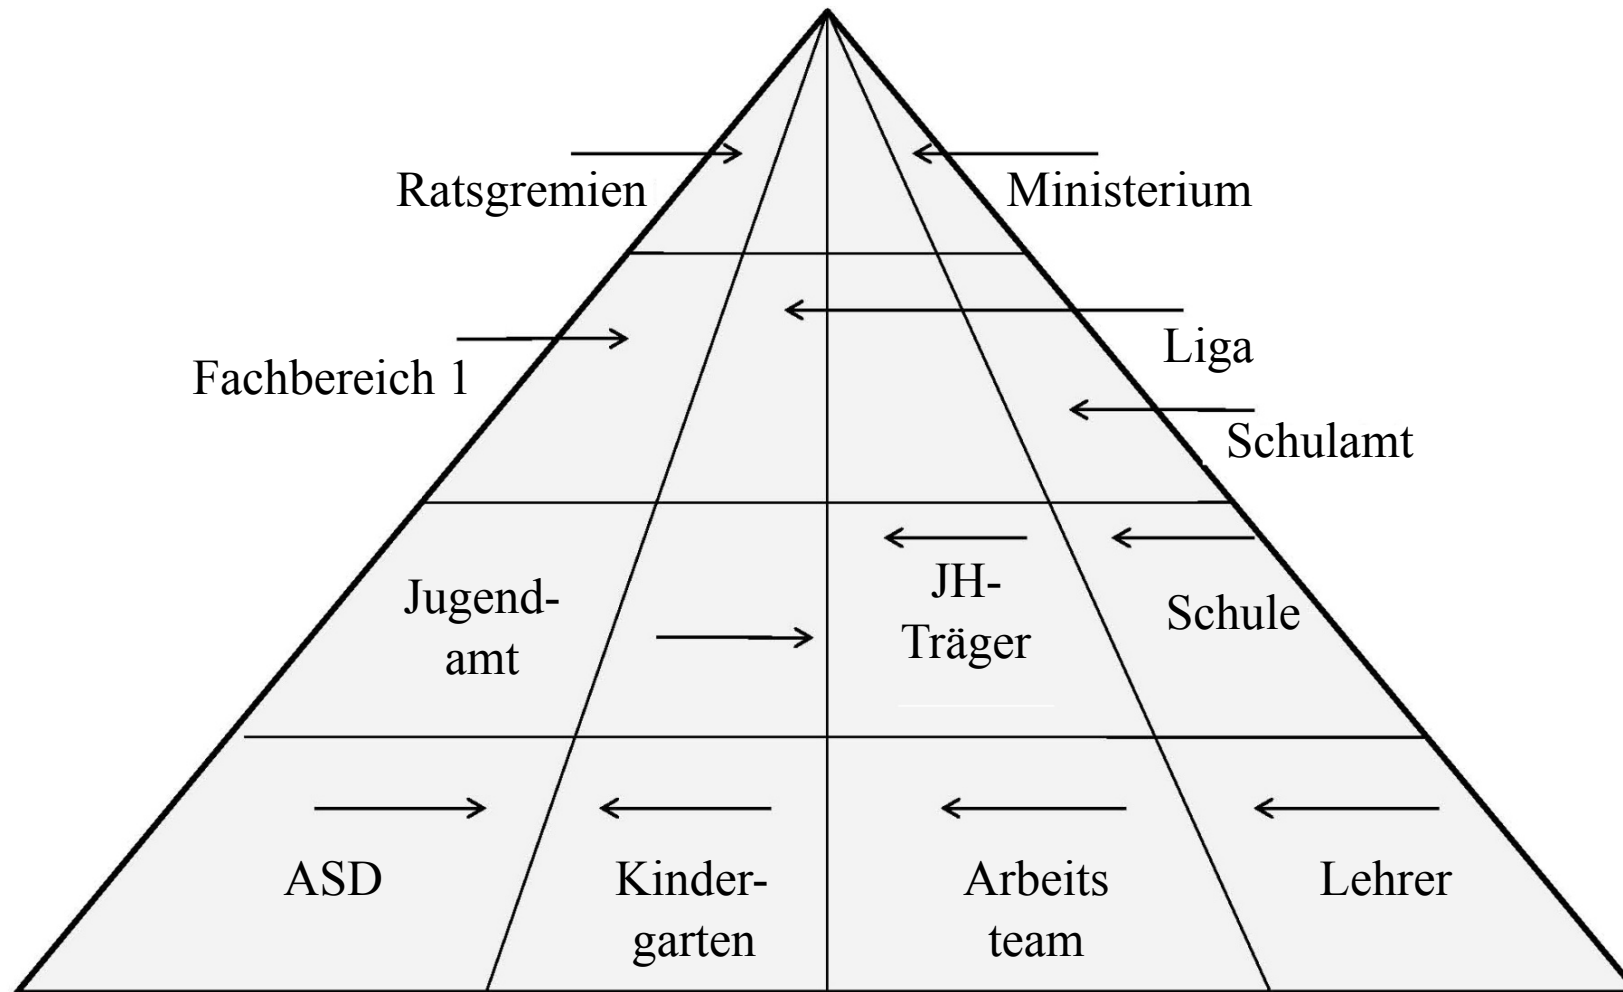 Ratsgremien
Ministerium
Liga
Fachbereich 1
Schulamt
Jugend-
amt
JH-
Träger
Schule
ASD
Kinder-
garten
Arbeits
team
Lehrer